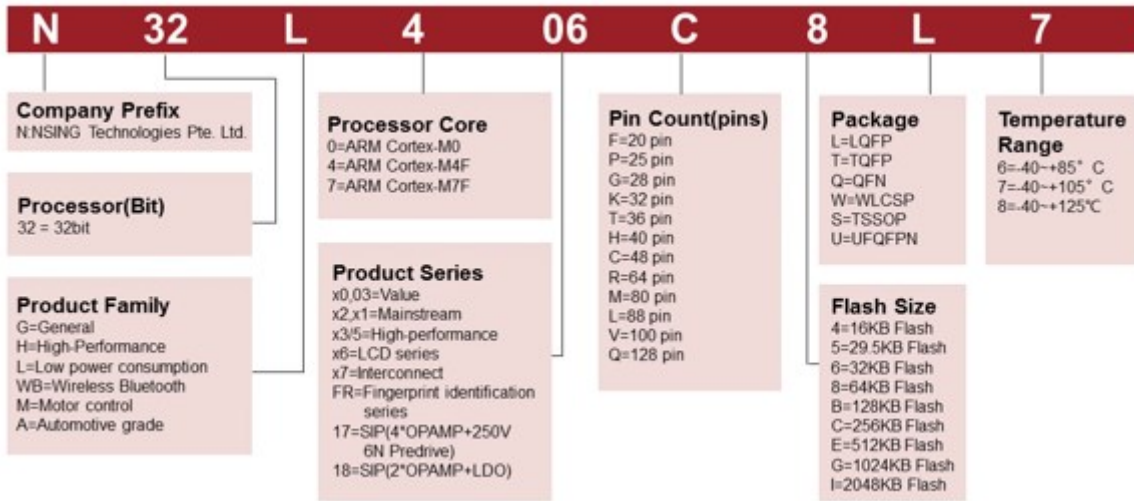 N 32 L 4 06 C 8 L 7
Company Prefix
N:NSING Technologies Pte. Ltd.
Processor(Bit)
32 = 32bit
Product Family
G=General
H=High-Performance
L=Low power consumption
WB=Wireless Bluetooth
M=Motor control
A=Automotive grade
Processor Core
0=ARM Cortex-M0
4=ARM Cortex-M4F
7=ARM Cortex-M7F
Product Series
x0,03=Value
x2,x1=Mainstream
x3/5=High-performance
x6=LCD series
x7=Interconnect
FR=Fingerprint identification
series
17=SIP(4*OPAMP+250V
6N Predrive)
18=SIP(2*OPAMP+LDO)
Pin Count(pins)
F=20 pin
P=25 pin
G=28 pin
K=32 pin
T=36 pin
H=40 pin
C=48 pin
R=64 pin
M=80 pin
L=88 pin
V=100 pin
Q=128 pin
Package
L=LQFP
T=TQFP
Q=QFN
W=WLCSP
S=TSSOP
U=UFQFPN
Flash Size
4=16KB Flash
5=29.5KB Flash
6=32KB Flash
8=64KB Flash
B=128KB Flash
C=256KB Flash
E=512KB Flash
G=1024KB Flash
I=2048KB Flash
Temperature
Range
6=-40~+85° C
7=-40~+105° C
8=-40~+125℃